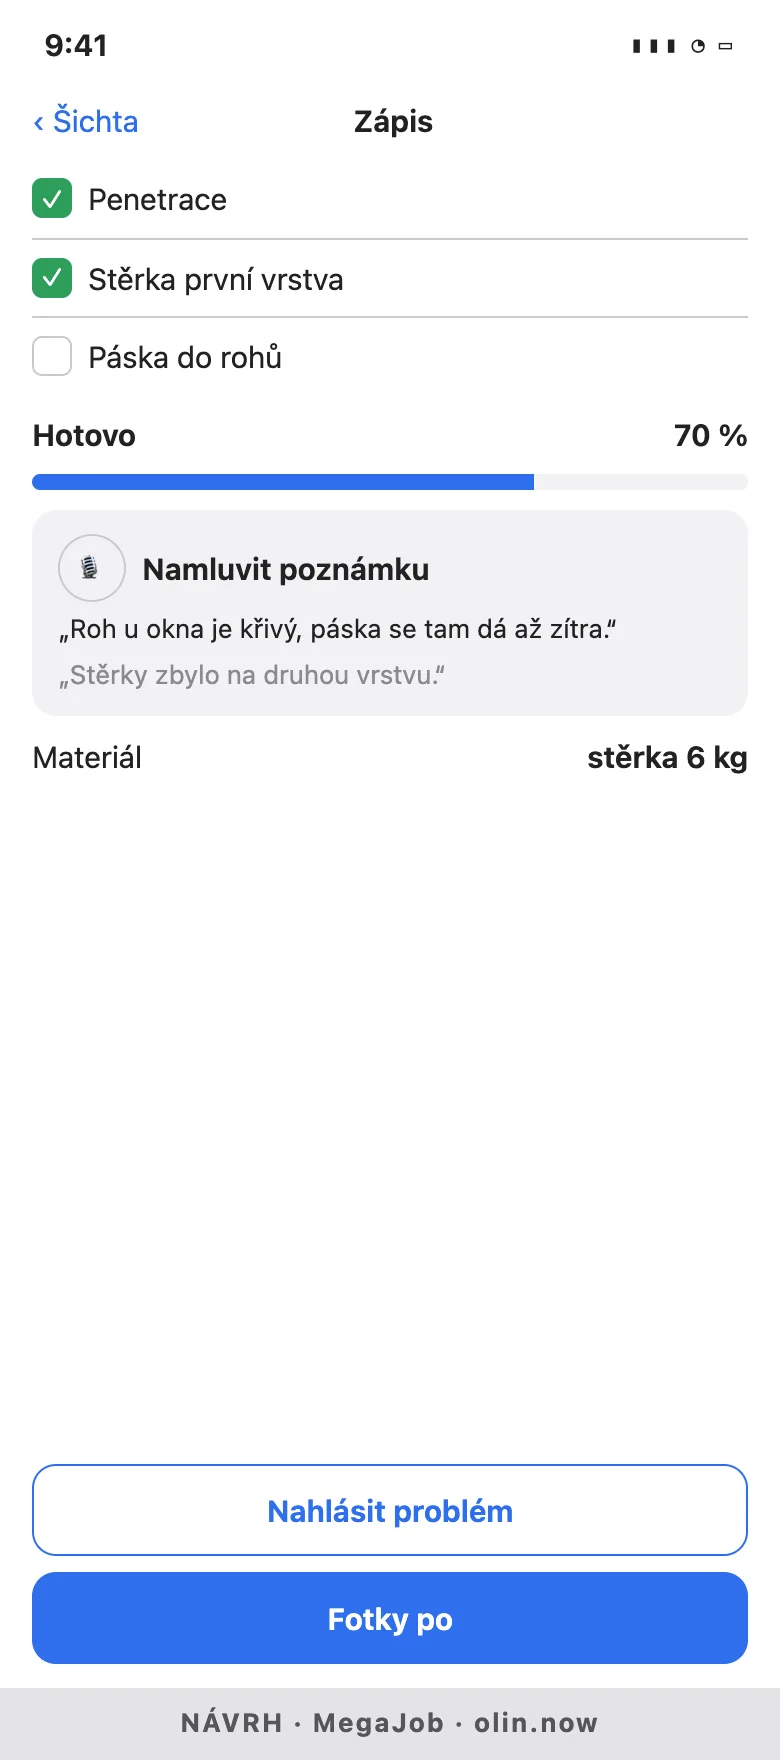 9:41
‹ Šichta
Zápis
Penetrace
Stěrka první vrstva
Páska do rohů
Hotovo 70 %
Namluvit poznámku
„Roh u okna je křivý, páska se tam dá až zítra.“
„Stěrky zbylo na druhou vrstvu.“
Materiál stěrka 6 kg
Nahlásit problém
Fotky po
NÁVRH · MegaJob · olin.now